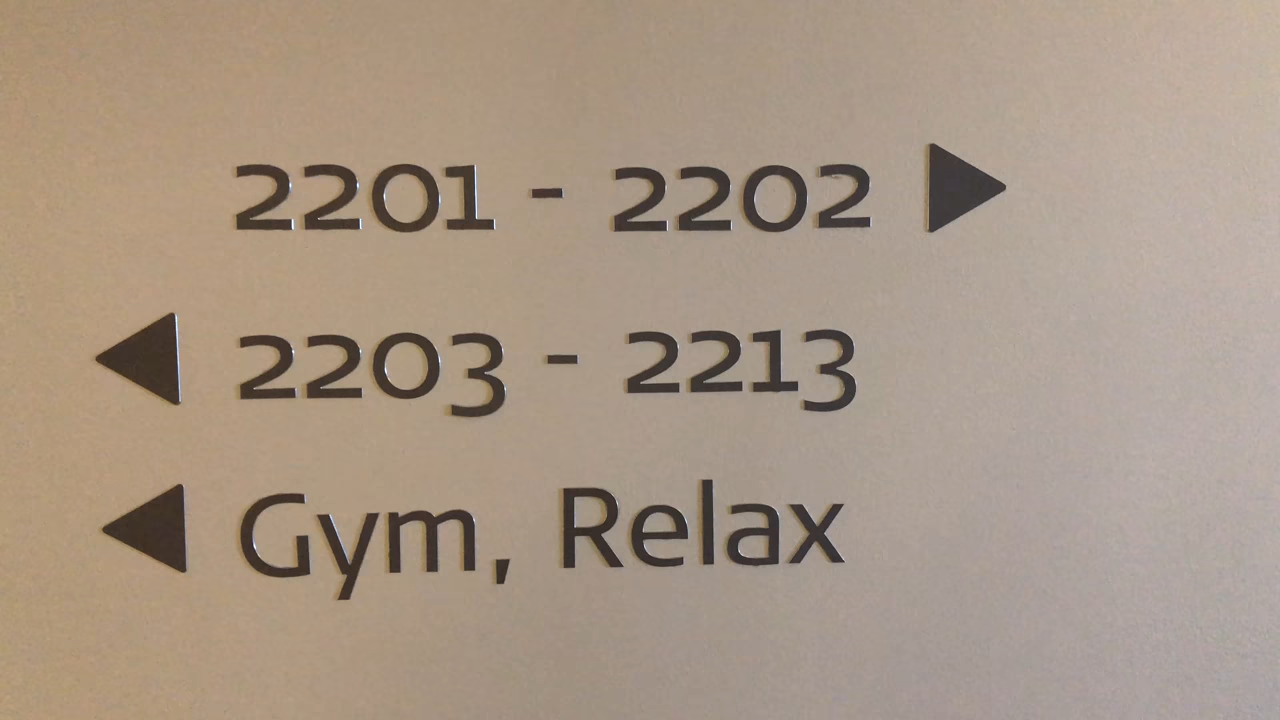 2201 - 2202 ▶
◀ 2203 - 2213
◀ Gym, Relax